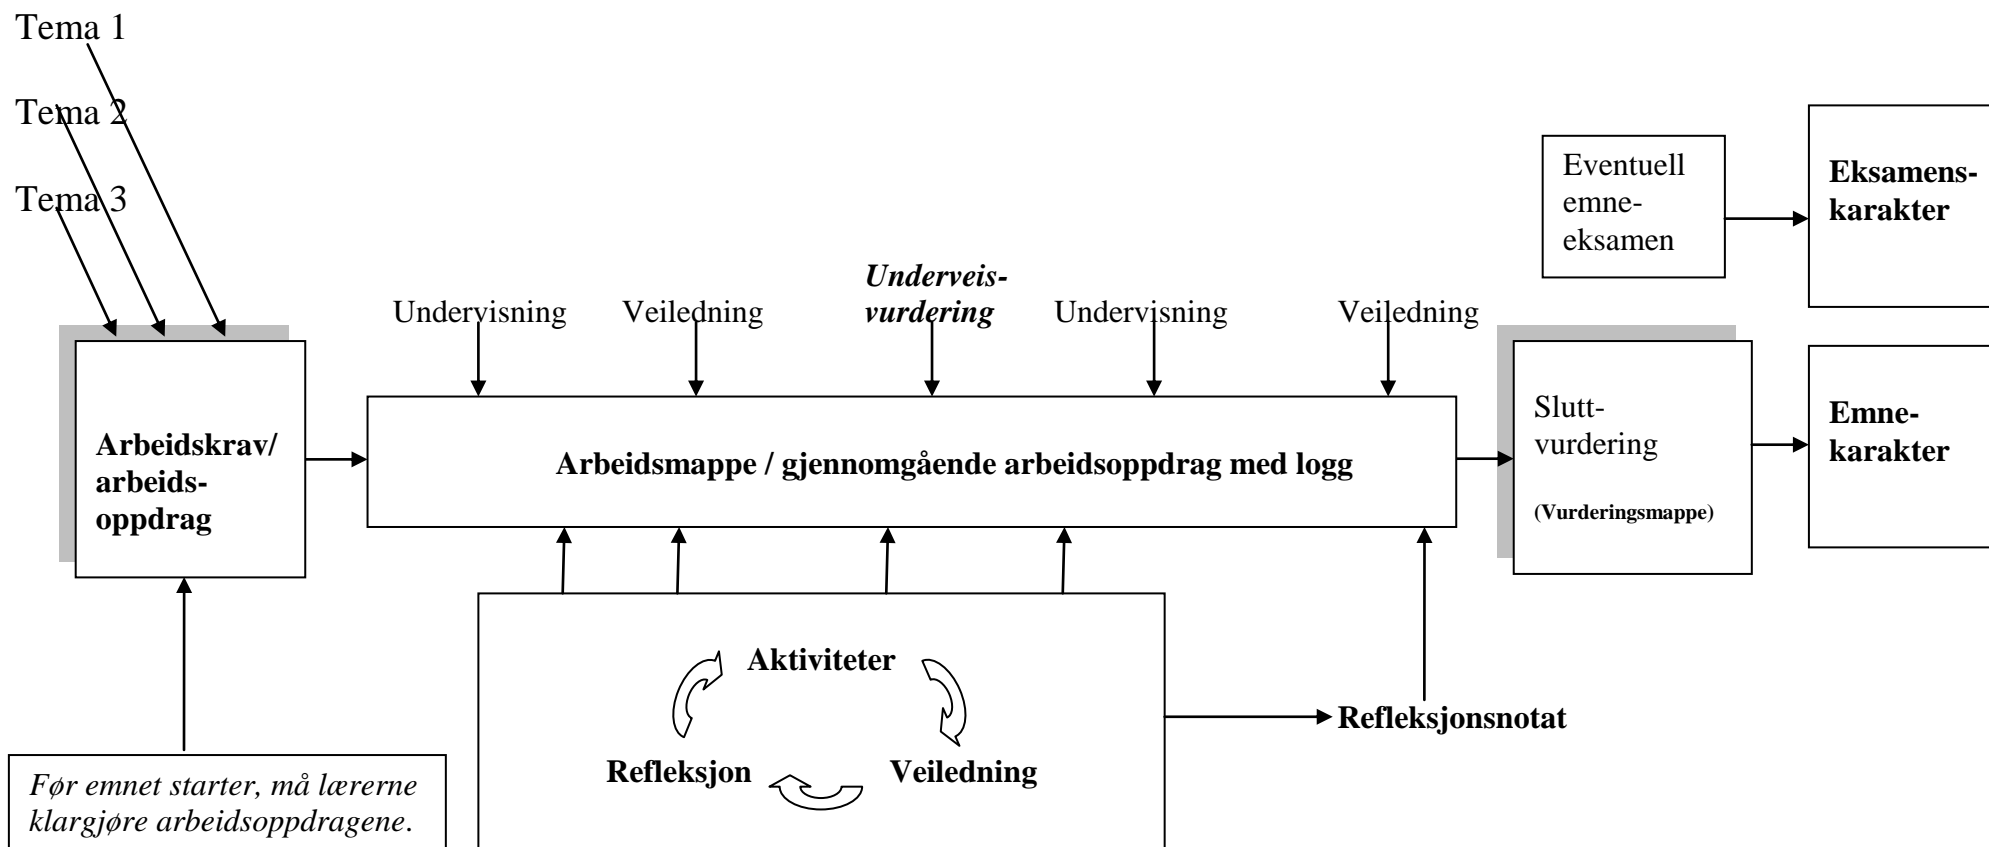 Tema 1
Tema 2
Tema 3
Eventuell
emne-
eksamen
Eksamens-
karakter
Undervisning
Veiledning
Underveis-
vurdering
Undervisning
Veiledning
Arbeidskrav/
arbeids-
oppdrag
Arbeidsmappe / gjennomgående arbeidsoppdrag med logg
Slutt-
vurdering
(Vurderingsmappe)
Emne-
karakter
Aktiviteter
Refleksjon
Veiledning
Refleksjonsnotat
Før emnet starter, må lærerne
klargjøre arbeidsoppdragene.